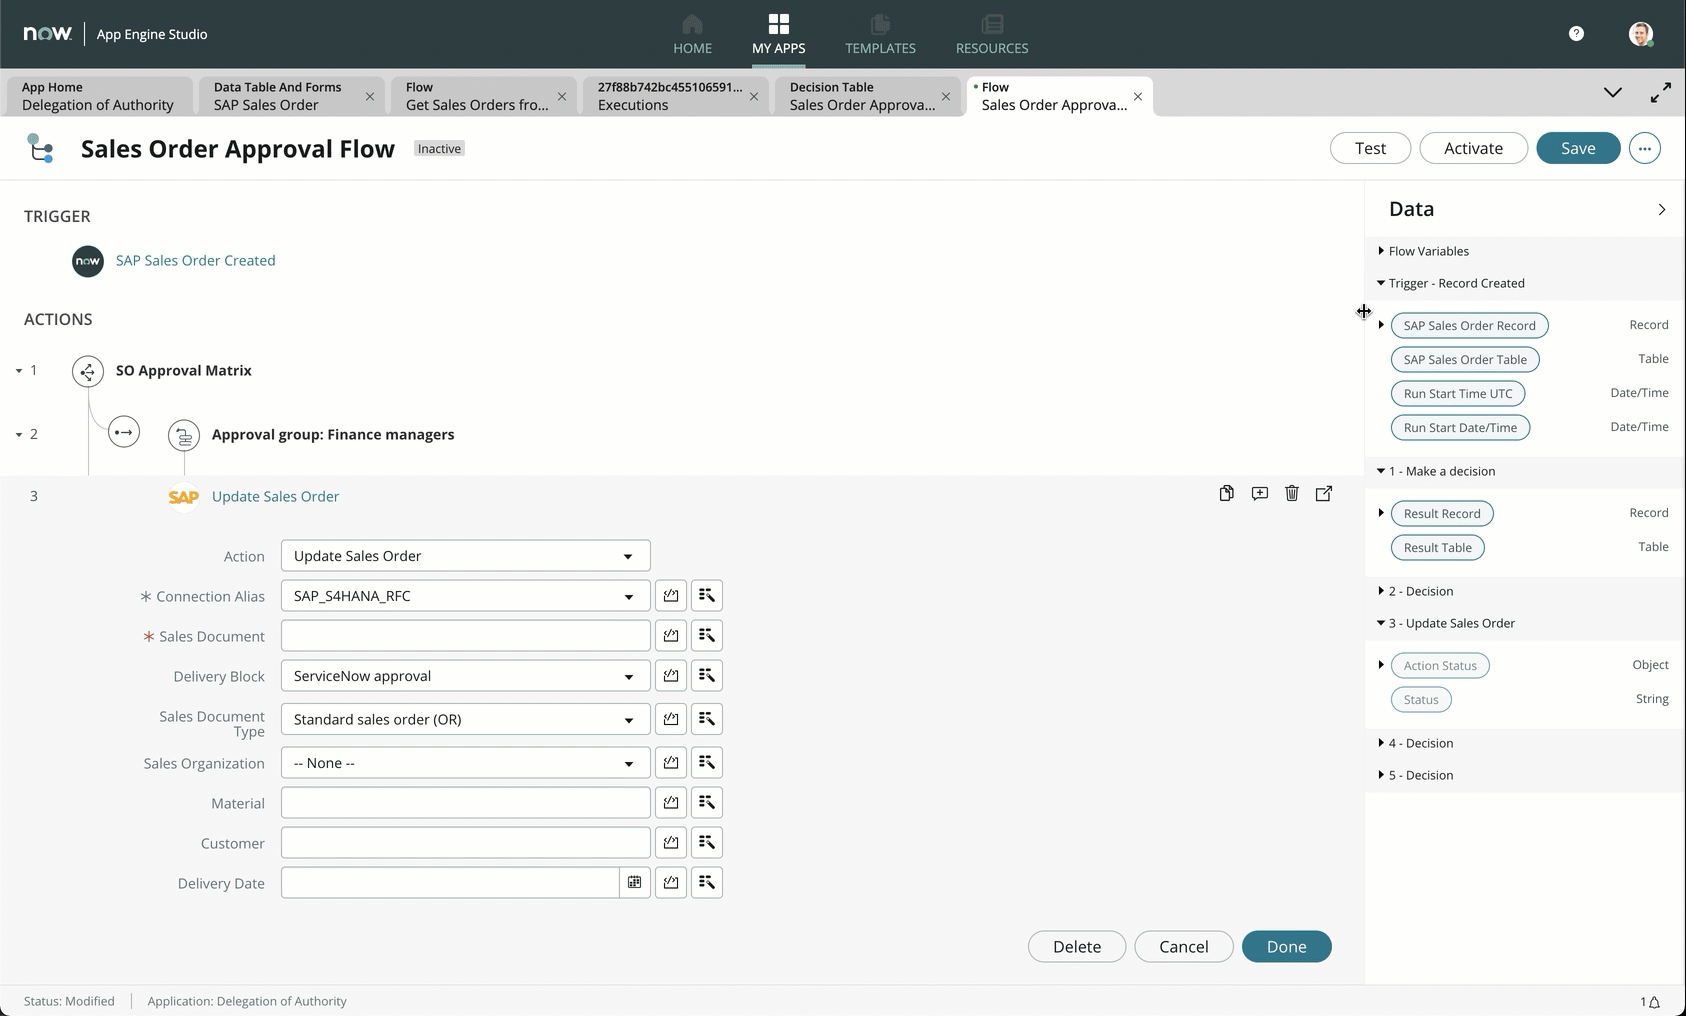 now | App Engine Studio
HOME
MY APPS
TEMPLATES
RESOURCES
?
App Home
Delegation of Authority
Data Table And Forms
SAP Sales Order
Flow
Get Sales Orders fro...
27f88b742bc455106591...
Executions
Decision Table
Sales Order Approva...
Flow
Sales Order Approva...
Sales Order Approval Flow
Inactive
Test
Activate
Save
TRIGGER
now
SAP Sales Order Created
ACTIONS
1 SO Approval Matrix
2 Approval group: Finance managers
3 SAP Update Sales Order
Action Update Sales Order
* Connection Alias SAP_S4HANA_RFC
* Sales Document
Delivery Block ServiceNow approval
Sales Document
Type
Standard sales order (OR)
Sales Organization -- None --
Material
Customer
Delivery Date
Delete
Cancel
Done
Data
Flow Variables
Trigger - Record Created
SAP Sales Order Record Record
SAP Sales Order Table Table
Run Start Time UTC Date/Time
Run Start Date/Time Date/Time
1 - Make a decision
Result Record Record
Result Table Table
2 - Decision
3 - Update Sales Order
Action Status Object
Status String
4 - Decision
5 - Decision
Status: Modified | Application: Delegation of Authority
1